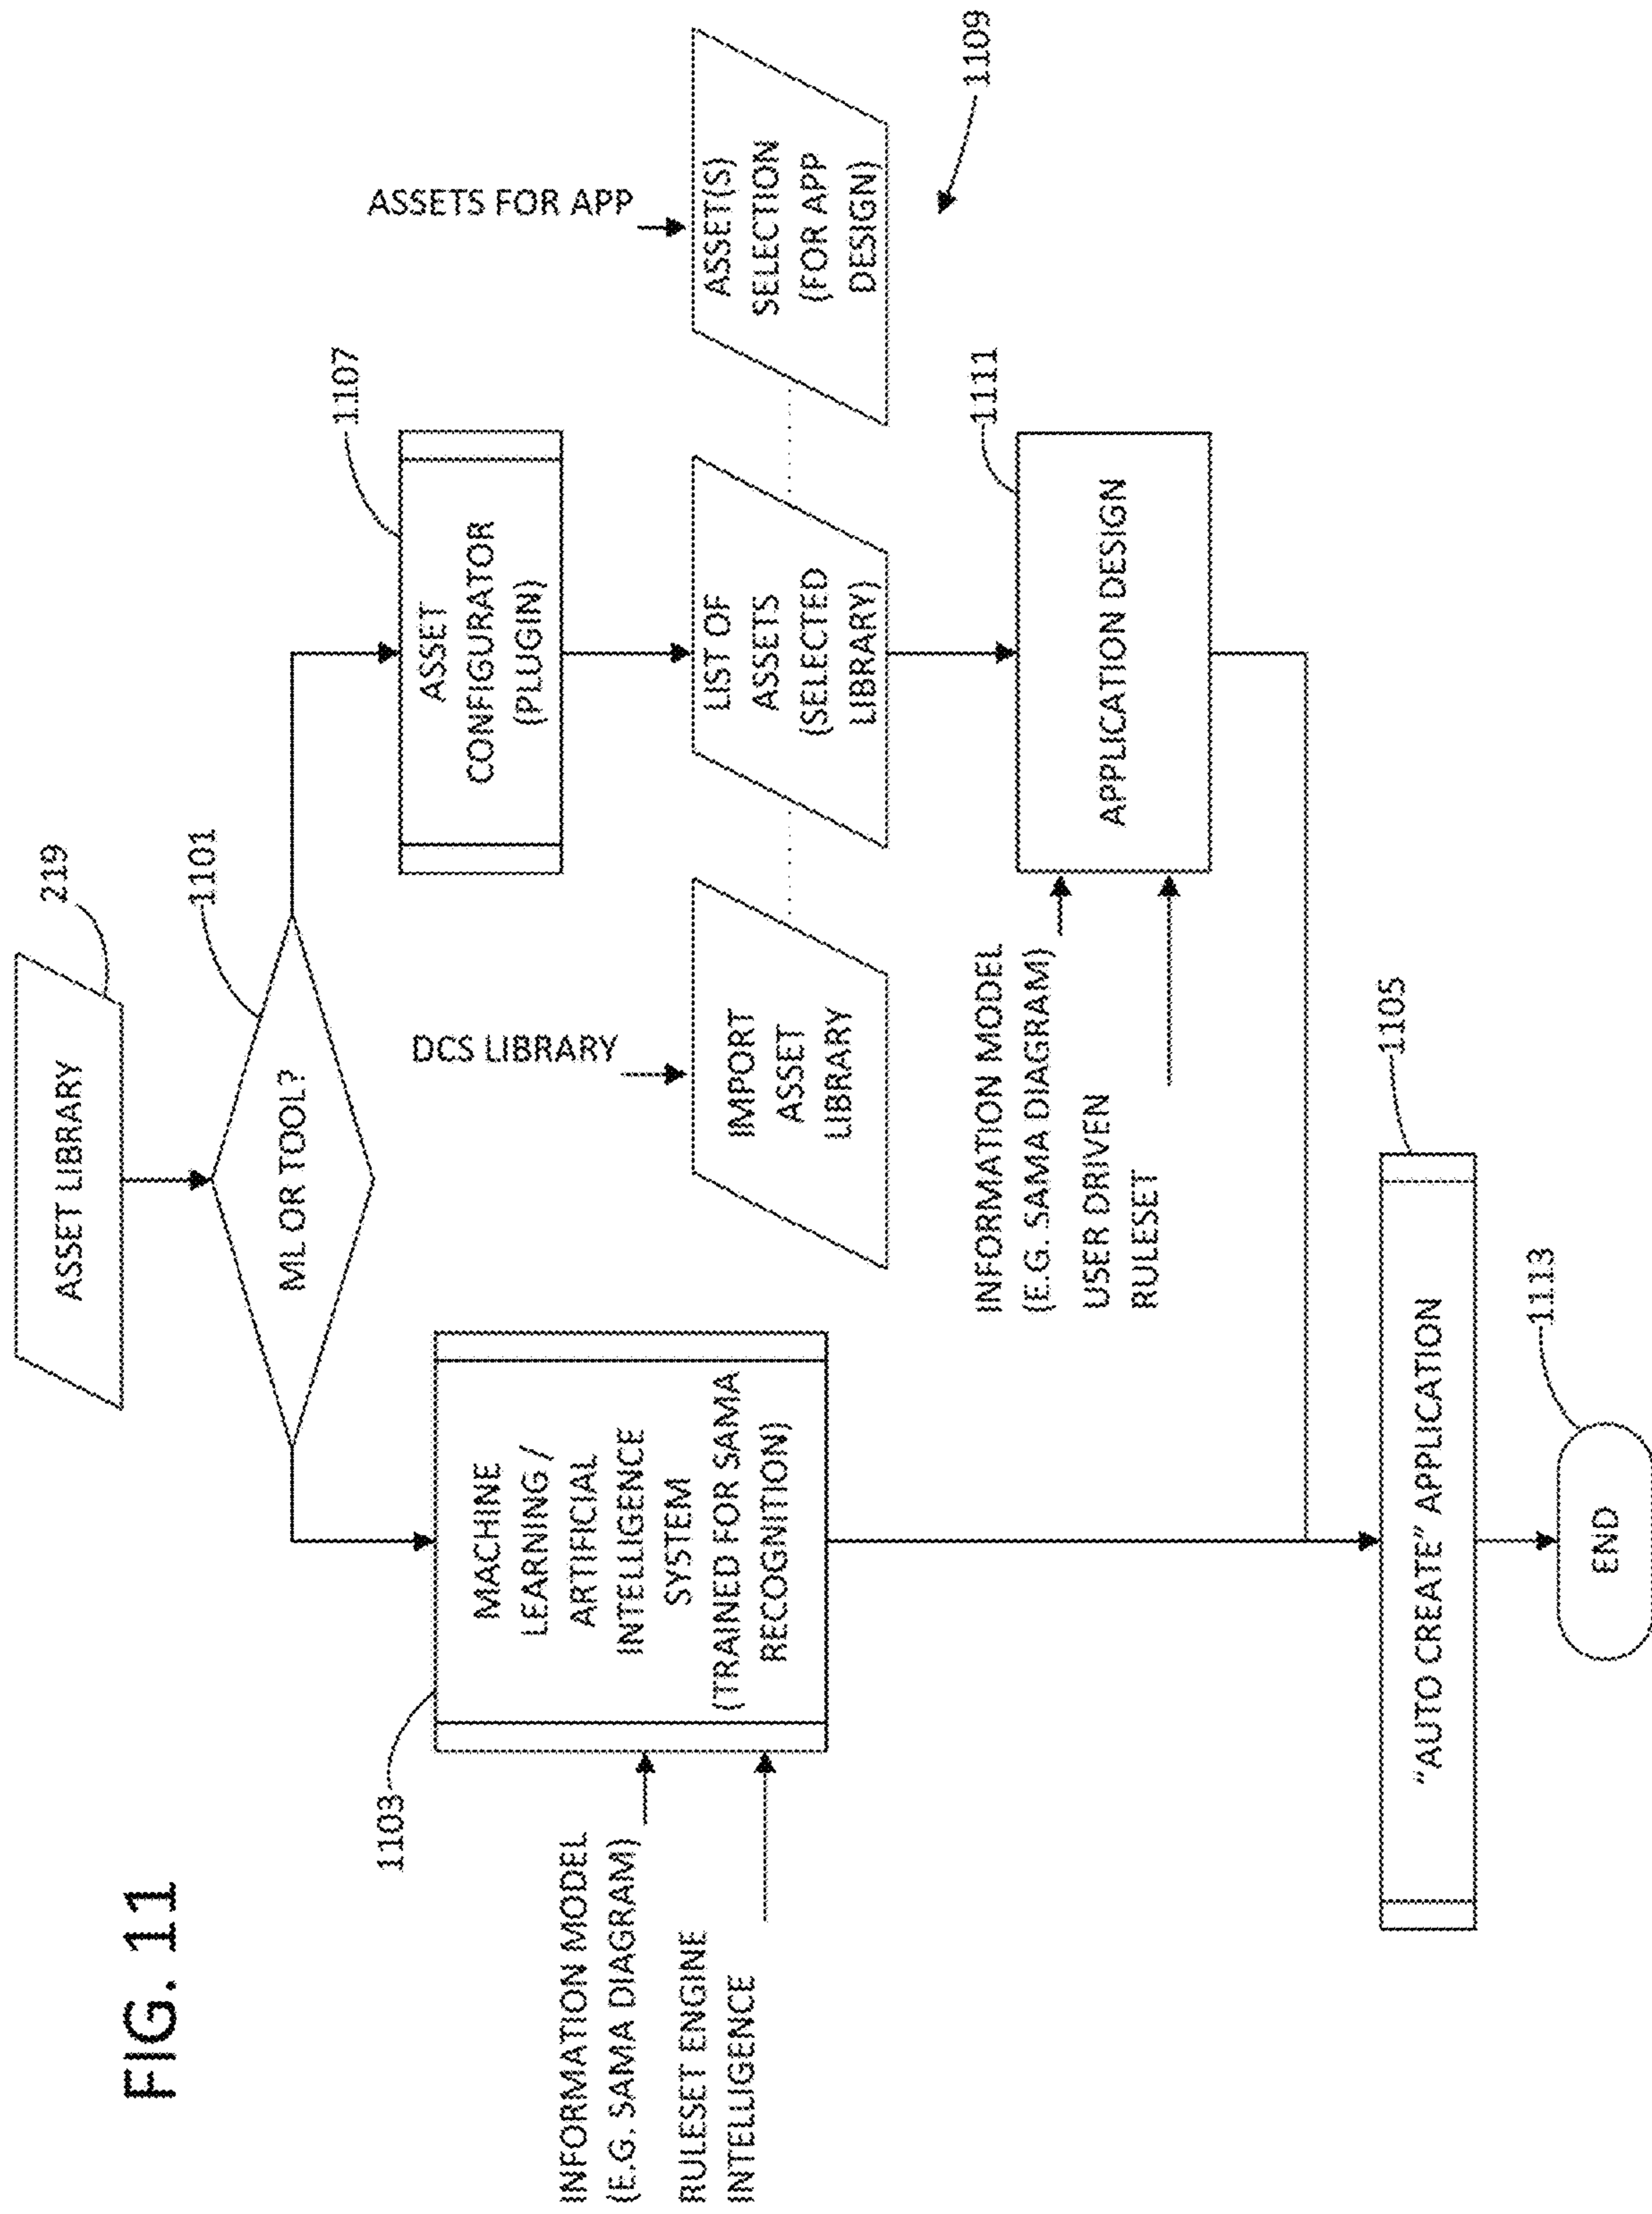 FIG. 11
ASSET LIBRARY
219
ML OR TOOL?
1101
1103
MACHINE
LEARNING /
ARTIFICIAL
INTELLIGENCE
SYSTEM
(TRAINED FOR SAMA
RECOGNITION)
INFORMATION MODEL
(E.G. SAMA DIAGRAM)
RULESET ENGINE
INTELLIGENCE
1107
ASSET
CONFIGURATOR
(PLUGIN)
DCS LIBRARY
IMPORT
ASSET
LIBRARY
LIST OF
ASSETS
(SELECTED
LIBRARY)
ASSETS FOR APP
ASSET(S)
SELECTION
(FOR APP
DESIGN)
1109
INFORMATION MODEL
(E.G. SAMA DIAGRAM)
USER DRIVEN
RULESET
1111
APPLICATION DESIGN
1105
"AUTO CREATE" APPLICATION
1113
END